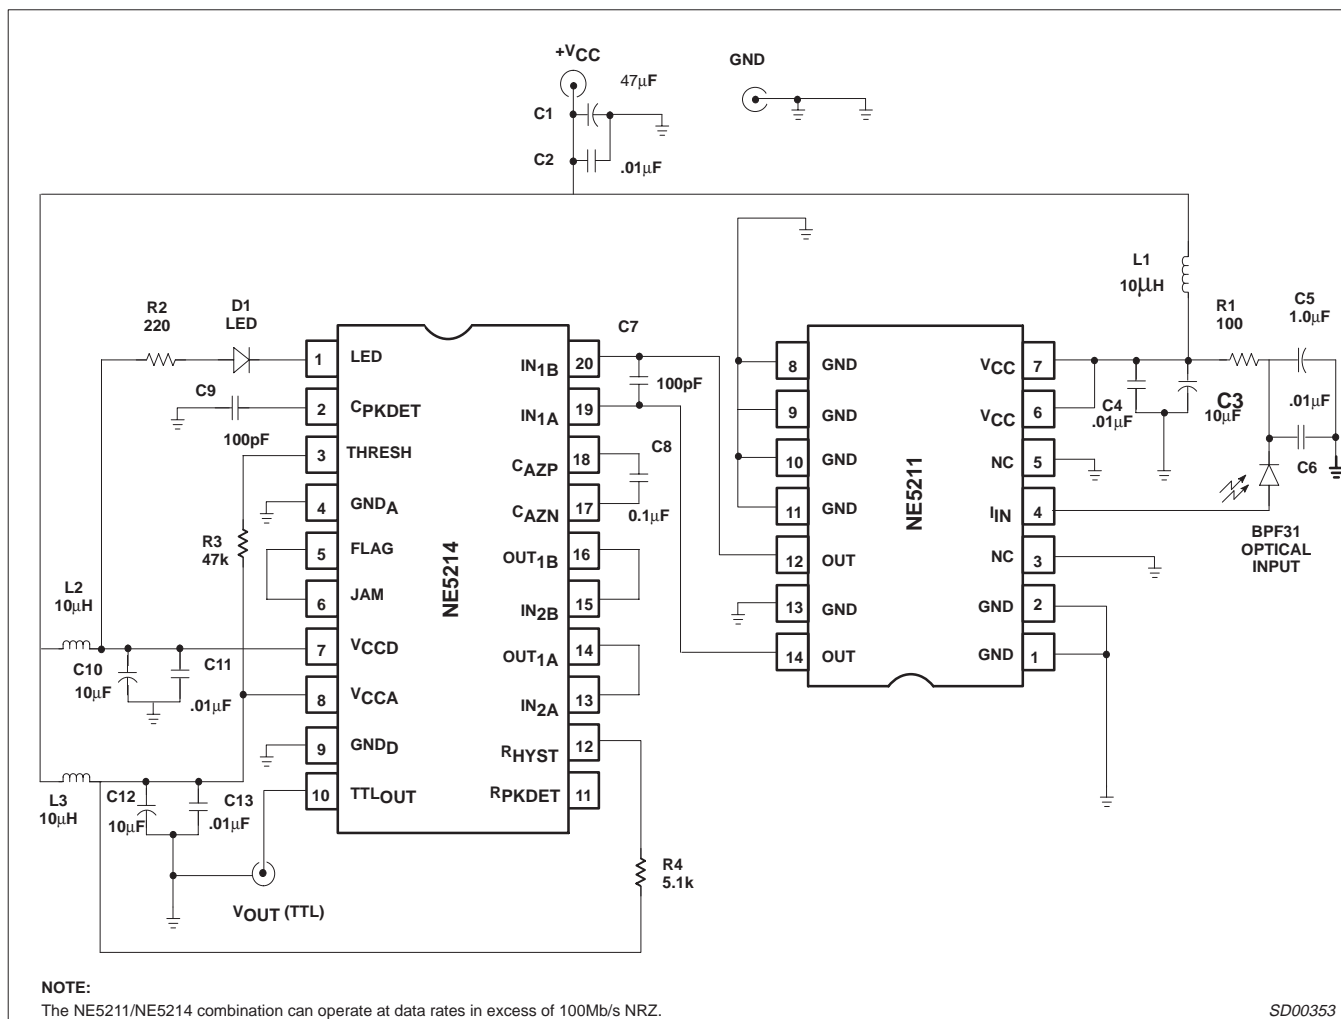 +VCC
GND
47µF
C1
C2
.01µF
L1
10µH
R2
220
D1
LED
C7
R1
100
C5
1.0µF
1
LED
IN1B
20
8
GND
VCC
7
C9
100pF
C4
.01µF
C3
10µF
.01µF
2
CPKDET
IN1A
19
9
GND
VCC
6
C6
100pF
3
THRESH
CAZP
18
C8
10
GND
NC
5
4
GNDA
CAZN
17
0.1µF
11
GND
IIN
4
NE5211
BPF31
OPTICAL
INPUT
R3
47k
5
FLAG
OUT1B
16
12
OUT
NC
3
NE5214
L2
10µH
6
JAM
IN2B
15
13
GND
GND
2
7
VCCD
OUT1A
14
14
OUT
GND
1
C10
10µF
C11
.01µF
8
VCCA
IN2A
13
9
GNDD
RHYST
12
10
TTLOUT
RPKDET
11
L3
10µH
C12
10µF
C13
.01µF
R4
5.1k
VOUT (TTL)
NOTE:
The NE5211/NE5214 combination can operate at data rates in excess of 100Mb/s NRZ.
SD00353